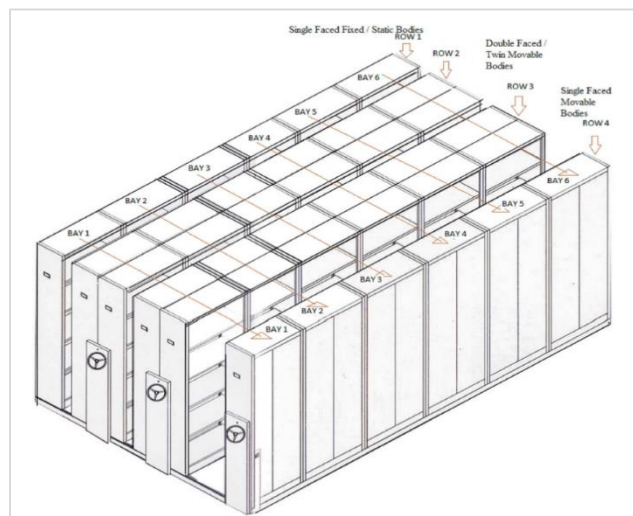 Single Faced Fixed / Static Bodies
ROW 1
ROW 2
Double Faced /
Twin Movable
Bodies
ROW 3
Single Faced
Movable
Bodies
ROW 4
BAY 6
BAY 5
BAY 4
BAY 3
BAY 2
BAY 1
BAY 6
BAY 5
BAY 4
BAY 3
BAY 2
BAY 1